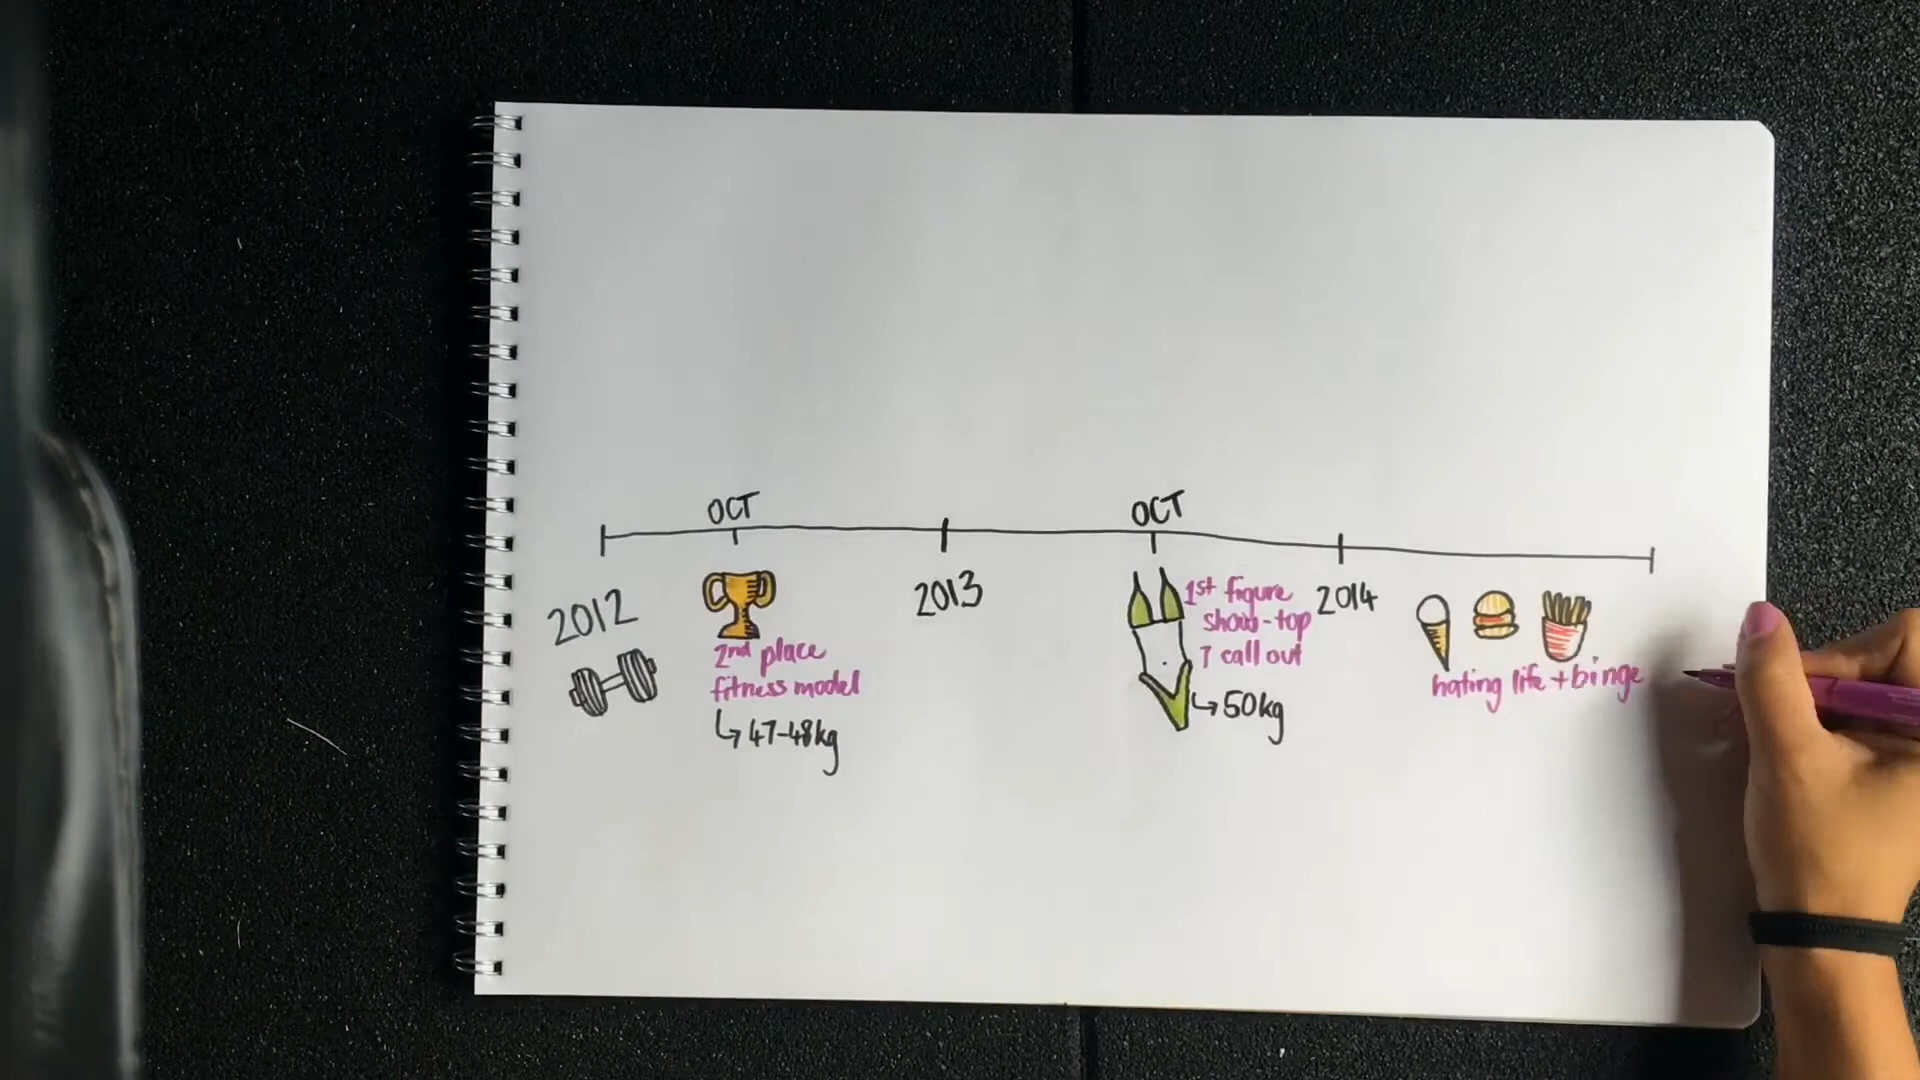 OCT
OCT
2012
2013
2014
2nd place
fitness model
47-48kg
1st figure
show-top
7 call out
50kg
hating life + binge